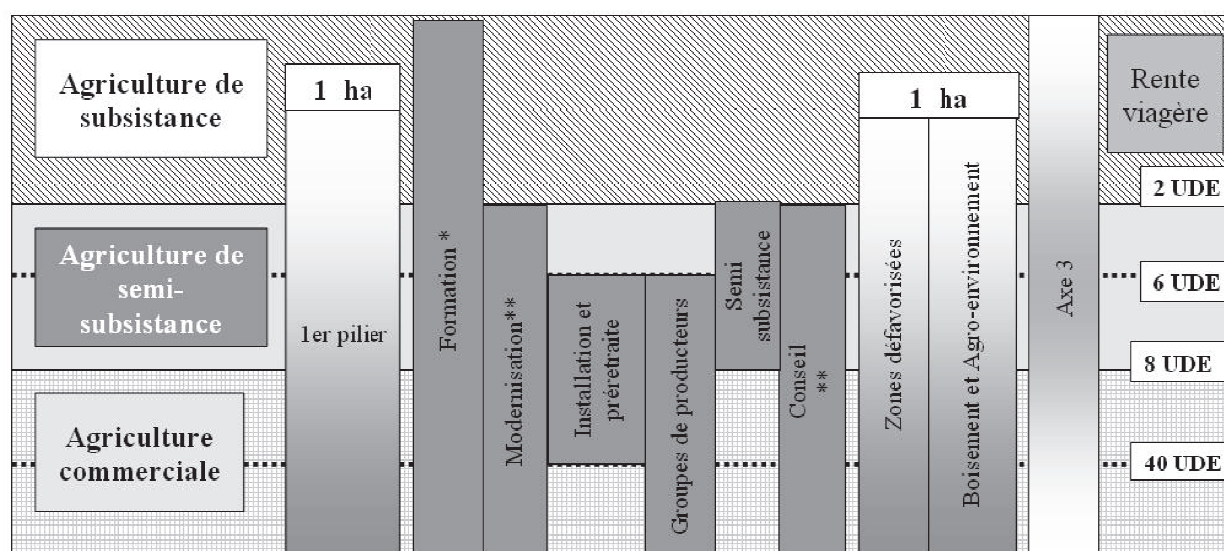 Agriculture de
subsistance
1 ha
1 ha
Rente
viagère
2 UDE
Agriculture de
semi-
subsistance
1er pilier
Formation *
Modernisation**
Installation et
préretraite
Groupes de producteurs
Semi
subsistance
Conseil
**
Zones défavorisées
Boisement et Agro-environnement
Axe 3
6 UDE
8 UDE
Agriculture
commerciale
40 UDE